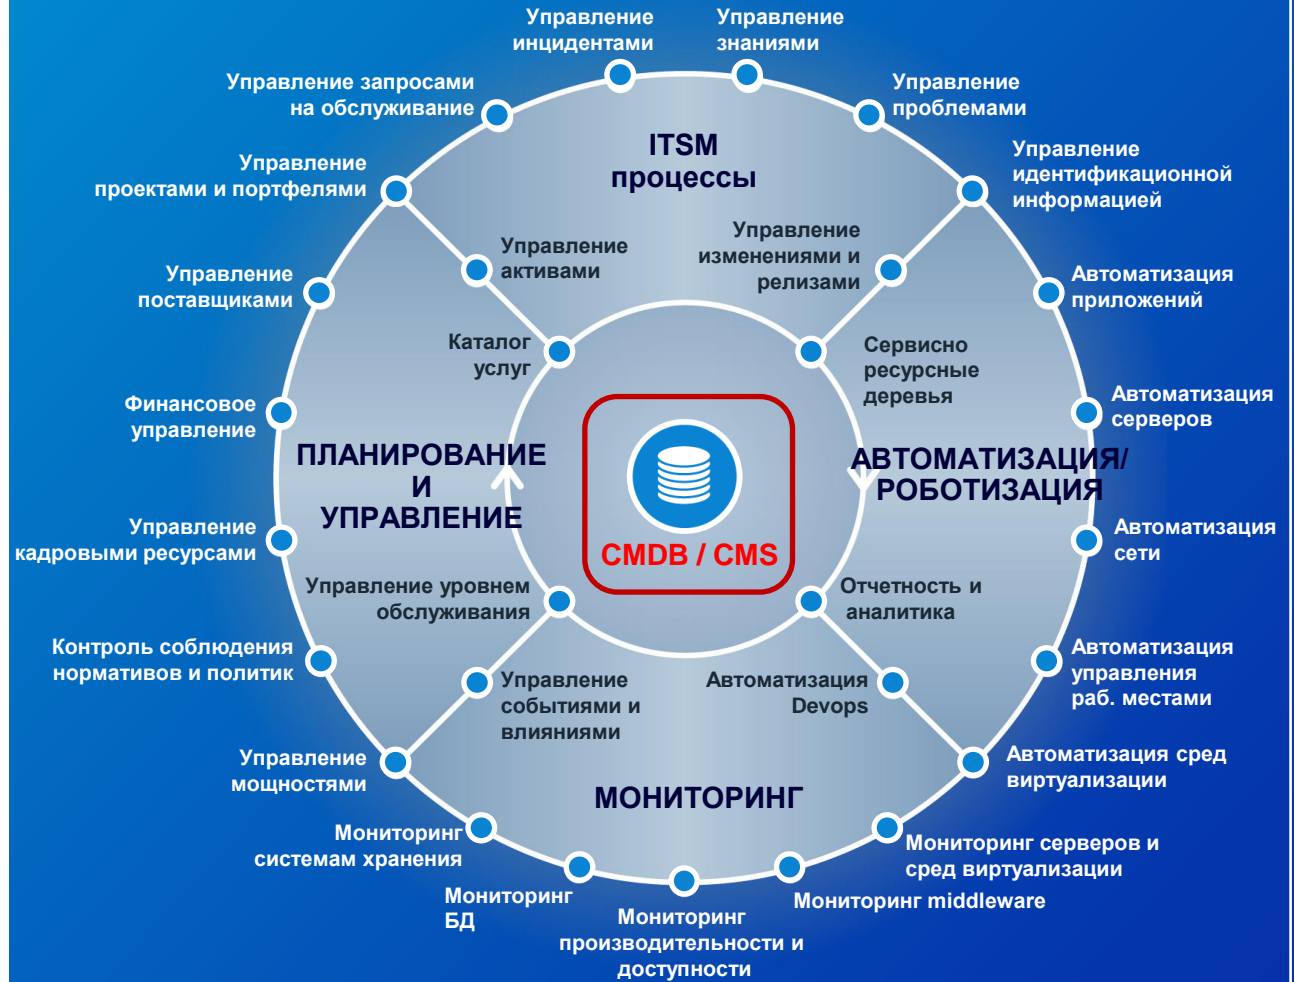 Управление
инцидентами
Управление
знаниями
Управление запросами
на обслуживание
Управление
проблемами
ITSM
процессы
Управление
проектами и портфелями
Управление
идентификационной
информацией
Управление
активами
Управление
изменениями и
релизами
Управление
поставщиками
Автоматизация
приложений
Каталог
услуг
Сервисно
ресурсные
деревья
Финансовое
управление
Автоматизация
серверов
ПЛАНИРОВАНИЕ
И
УПРАВЛЕНИЕ
АВТОМАТИЗАЦИЯ/
РОБОТИЗАЦИЯ
CMDB / CMS
Управление
кадровыми ресурсами
Автоматизация
сети
Управление уровнем
обслуживания
Отчетность и
аналитика
Контроль соблюдения
нормативов и политик
Автоматизация
управления
раб. местами
Управление
событиями и
влияниями
Автоматизация
Devops
Управление
мощностями
Автоматизация сред
виртуализации
МОНИТОРИНГ
Мониторинг
системам хранения
Мониторинг серверов и
сред виртуализации
Мониторинг
БД
Мониторинг middleware
Мониторинг
производительности и
доступности